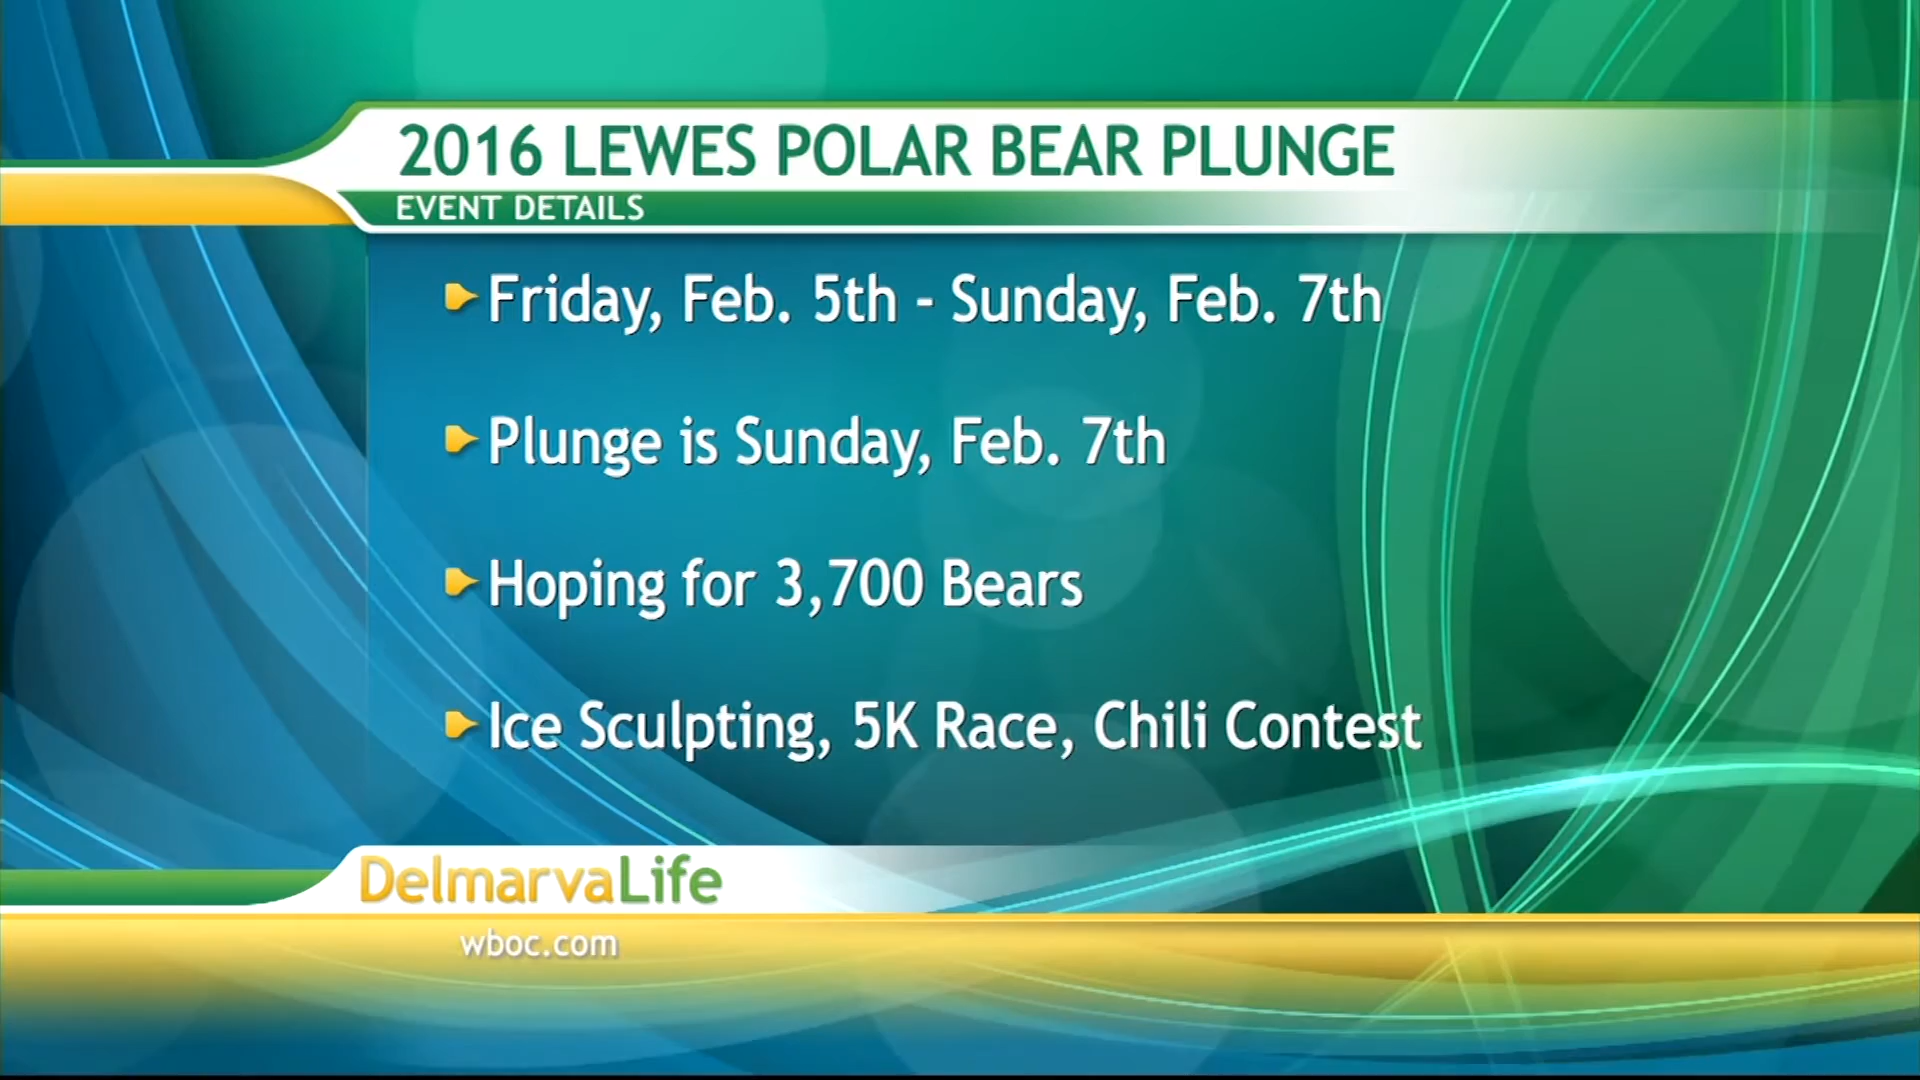 2016 LEWES POLAR BEAR PLUNGE
EVENT DETAILS
Friday, Feb. 5th - Sunday, Feb. 7th
Plunge is Sunday, Feb. 7th
Hoping for 3,700 Bears
Ice Sculpting, 5K Race, Chili Contest
DelmarvaLife
wboc.com